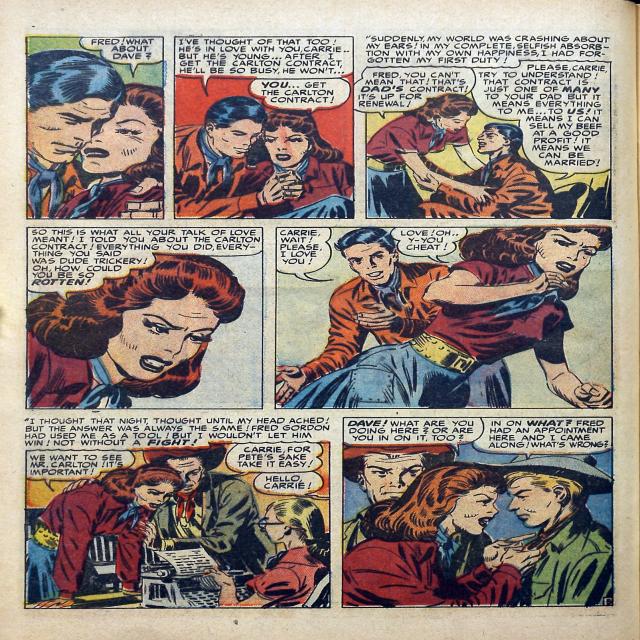 FRED! WHAT
ABOUT
DAVE?
I'VE THOUGHT OF THAT TOO!
HE'S IN LOVE WITH YOU, CARRIE..
BUT HE'S YOUNG... AFTER I
GET THE CARLTON CONTRACT,
HE'LL BE SO BUSY, HE WON'T...
YOU... GET
THE CARLTON
CONTRACT!
"SUDDENLY, MY WORLD WAS CRASHING ABOUT
MY EARS! IN MY COMPLETE, SELFISH ABSORB-
TION WITH MY OWN HAPPINESS, I HAD FOR-
GOTTEN MY FIRST DUTY!
FRED, YOU CAN'T
MEAN THAT! THAT'S
DAD'S CONTRACT!
IT'S UP FOR
RENEWAL!
PLEASE, CARRIE,
TRY TO UNDERSTAND!
THAT CONTRACT IS
JUST ONE OF MANY
TO YOUR DAD BUT IT
MEANS EVERYTHING
TO ME... TO US! IT
MEANS I CAN
SELL MY BEEF
AT A GOOD
PROFIT! IT
MEANS WE
CAN BE
MARRIED!
SO THIS IS WHAT ALL YOUR TALK OF LOVE
MEANT! I TOLD YOU ABOUT THE CARLTON
CONTRACT! EVERYTHING YOU DID, EVERY-
THING YOU SAID
WAS DUDE TRICKERY!
OH, HOW COULD
YOU BE SO
ROTTEN!
CARRIE,
WAIT!
PLEASE,
I LOVE
YOU!
LOVE! OH..
Y-YOU
CHEAT!
"I THOUGHT THAT NIGHT, THOUGHT UNTIL MY HEAD ACHED!
BUT THE ANSWER WAS ALWAYS THE SAME! FRED GORDON
HAD USED ME AS A TOOL! BUT I WOULDN'T LET HIM
WIN! NOT WITHOUT A FIGHT!
WE WANT TO SEE
MR. CARLTON! IT'S
IMPORTANT!
CARRIE, FOR
PETE'S SAKE
TAKE IT EASY!
HELLO,
CARRIE!
DAVE! WHAT ARE YOU
DOING HERE? OR ARE
YOU IN ON IT, TOO?
IN ON WHAT? FRED
HAD AN APPOINTMENT
HERE AND I CAME
ALONG! WHAT'S WRONG?